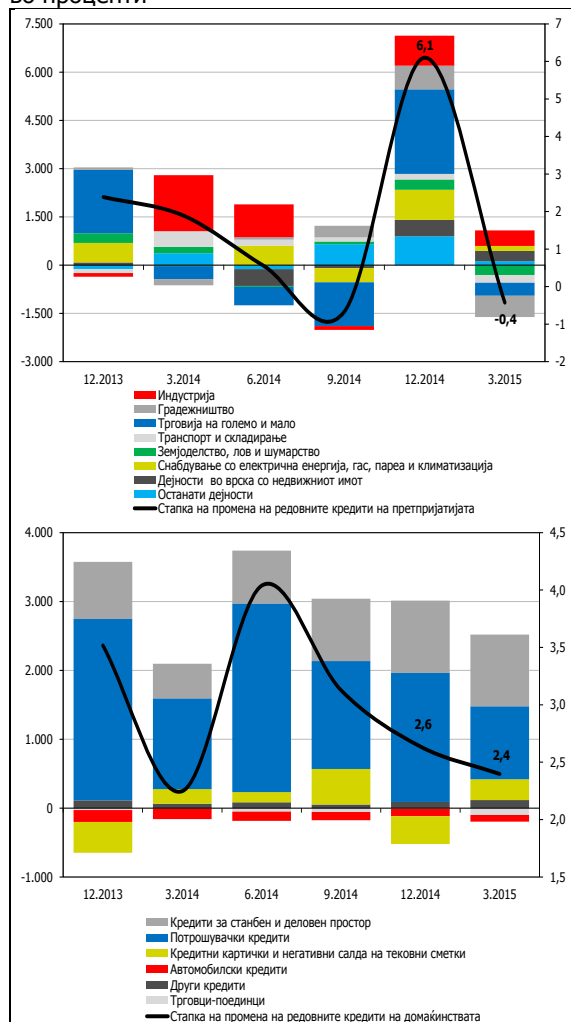 во проценти
7.500
6.000
4.500
3.000
1.500
0
-1.500
-3.000
7
6
5
4
3
2
1
0
-1
-2
6,1
-0,4
12.2013 3.2014 6.2014 9.2014 12.2014 3.2015
Индустрија
Градежништво
Трговија на големо и мало
Транспорт и складирање
Земјоделство, лов и шумарство
Снабдување со електрична енергија, гас, пареа и климатизација
Дејности во врска со недвижниот имот
Останати дејности
Стапка на промена на редовните кредити на претпријатијата
4.000
3.000
2.000
1.000
0
-1.000
4,5
4,0
3,5
3,0
2,5
2,0
1,5
2,6
2,4
12.2013 3.2014 6.2014 9.2014 12.2014 3.2015
Кредити за станбен и деловен простор
Потрошувачки кредити
Кредитни картички и негативни салда на тековни сметки
Автомобилски кредити
Други кредити
Трговци-поединци
Стапка на промена на редовните кредити на домаќинствата